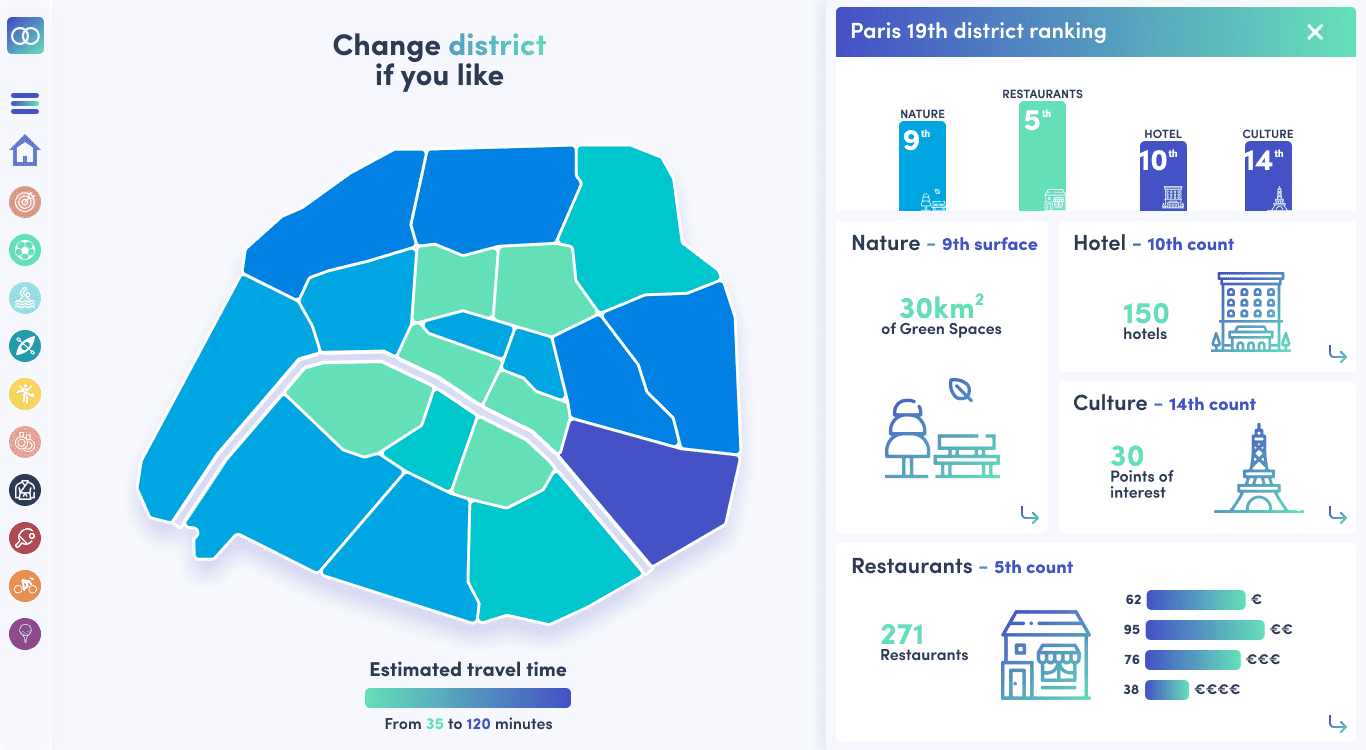 Change district
if you like
Estimated travel time
From 35 to 120 minutes
Paris 19th district ranking
NATURE
9th
RESTAURANTS
5th
HOTEL
10th
CULTURE
14th
Nature - 9th surface
30km2
of Green Spaces
Hotel - 10th count
150
hotels
Culture - 14th count
30
Points of
interest
Restaurants - 5th count
271
Restaurants
62 €
95 €€
76 €€€
38 €€€€